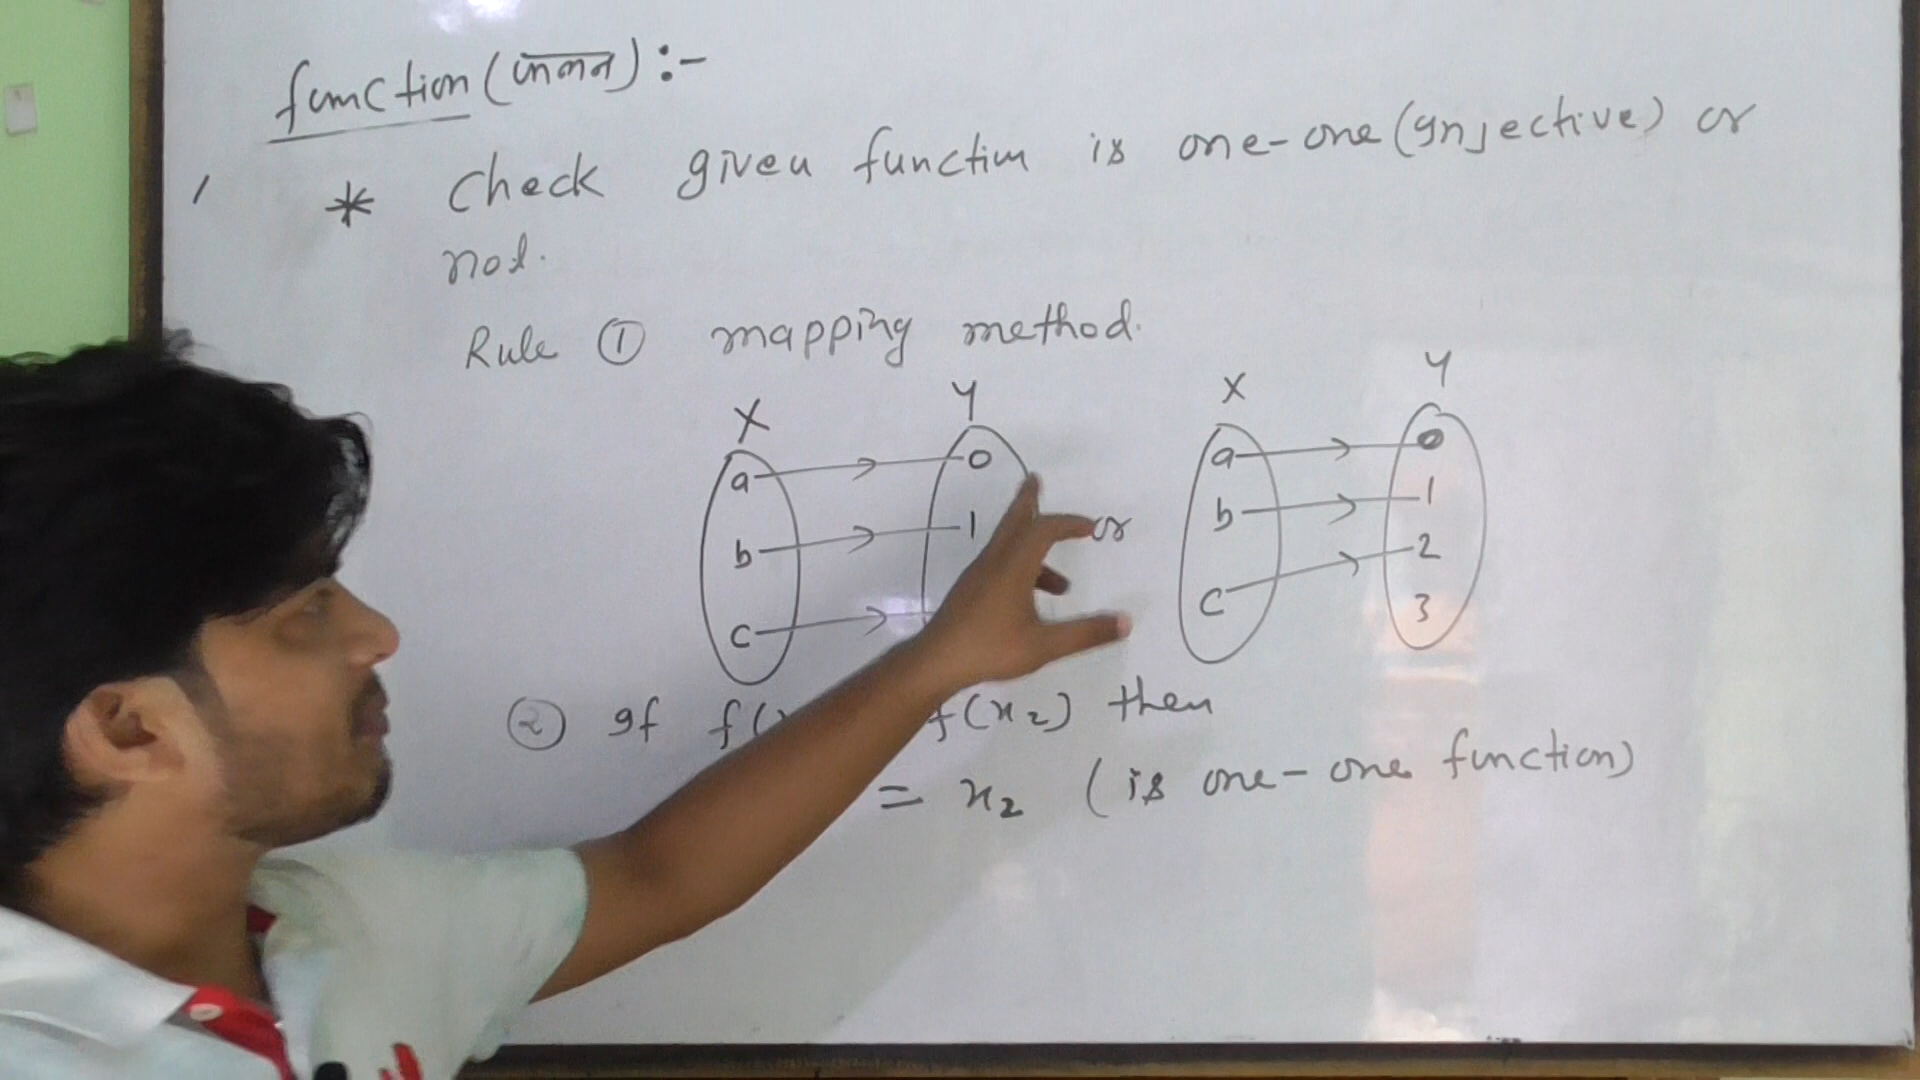 function (फलन) :-
* Check given function is one-one (Injective) or
not.
Rule ① mapping method.
X Y X Y
a 0 a 0
b 1 or b 1
c c 2
3
② If f( f(x₂) then
= x₂ (is one-one function)